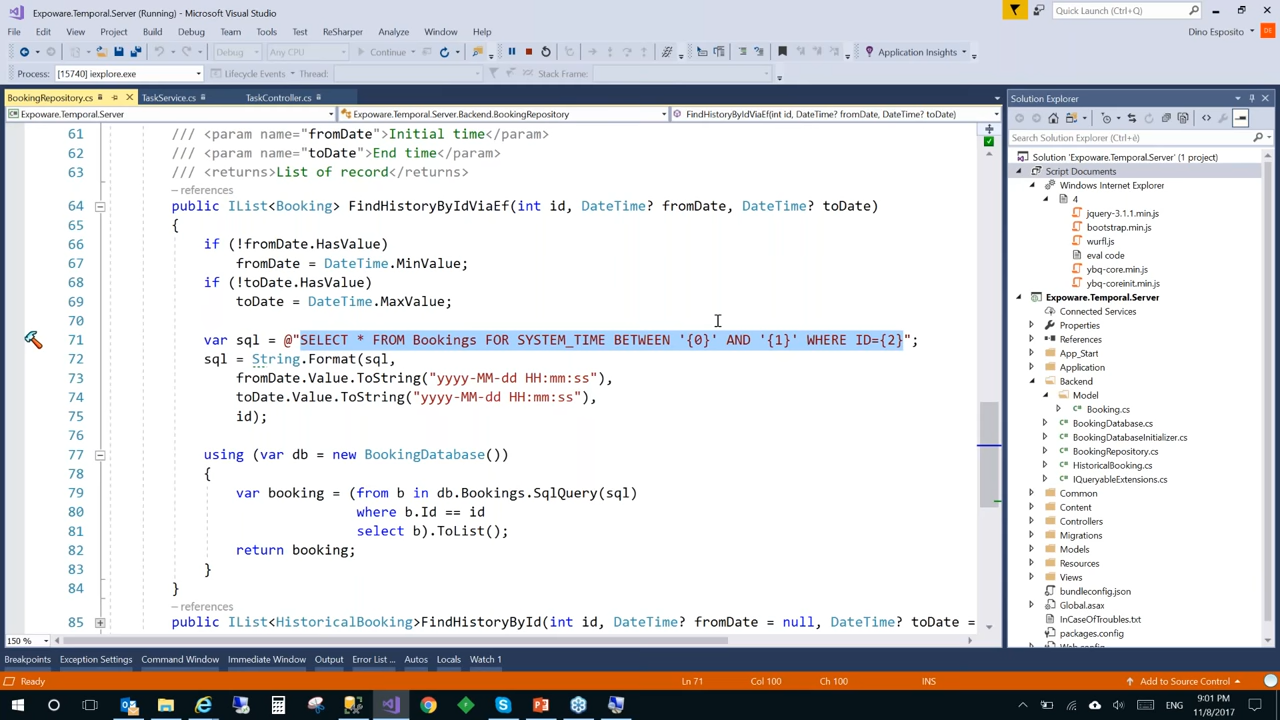 Expoware.Temporal.Server (Running) - Microsoft Visual Studio
Quick Launch (Ctrl+Q)
File Edit View Project Build Debug Team Tools Test ReSharper Analyze Window Help
Dino Esposito
DE
Debug Any CPU Continue Application Insights
Process: [15740] iexplore.exe Lifecycle Events Thread: Stack Frame:
BookingRepository.cs TaskService.cs TaskController.cs
Expoware.Temporal.Server Expoware.Temporal.Server.Backend.BookingRepository FindHistoryByIdViaEf(int id, DateTime? fromDate, DateTime? toDate)
61 /// <param name="fromDate">Initial time</param>
62 /// <param name="toDate">End time</param>
63 /// <returns>List of record</returns>
- references
64 public IList<Booking> FindHistoryByIdViaEf(int id, DateTime? fromDate, DateTime? toDate)
65 {
66 if (!fromDate.HasValue)
67 fromDate = DateTime.MinValue;
68 if (!toDate.HasValue)
69 toDate = DateTime.MaxValue;
70
71 var sql = @"SELECT * FROM Bookings FOR SYSTEM_TIME BETWEEN '{0}' AND '{1}' WHERE ID={2}";
72 sql = String.Format(sql,
73 fromDate.Value.ToString("yyyy-MM-dd HH:mm:ss"),
74 toDate.Value.ToString("yyyy-MM-dd HH:mm:ss"),
75 id);
76
77 using (var db = new BookingDatabase())
78 {
79 var booking = (from b in db.Bookings.SqlQuery(sql)
80 where b.Id == id
81 select b).ToList();
82 return booking;
83 }
84 }
- references
85 public IList<HistoricalBooking>FindHistoryById(int id, DateTime? fromDate = null, DateTime? toDate =
150 %
Solution Explorer
Search Solution Explorer (Ctrl+è)
Solution 'Expoware.Temporal.Server' (1 project)
Script Documents
Windows Internet Explorer
4
jquery-3.1.1.min.js
bootstrap.min.js
wurfl.js
eval code
ybq-core.min.js
ybq-coreinit.min.js
Expoware.Temporal.Server
Connected Services
Properties
References
App_Start
Application
Backend
Model
Booking.cs
BookingDatabase.cs
BookingDatabaseInitializer.cs
BookingRepository.cs
HistoricalBooking.cs
IQueryableExtensions.cs
Common
Content
Controllers
Migrations
Models
Resources
Views
bundleconfig.json
Global.asax
InCaseOfTroubles.txt
packages.config
Breakpoints Exception Settings Command Window Immediate Window Output Error List ... Autos Locals Watch 1
Ready Ln 71 Col 100 Ch 100 INS Add to Source Control
ENG
9:01 PM
11/8/2017